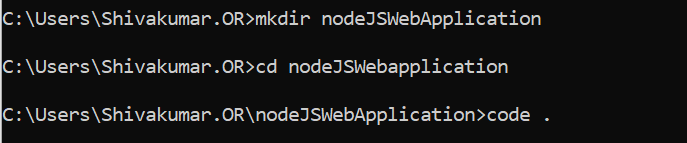 C:\Users\Shivakumar.OR>mkdir nodeJSWebApplication
C:\Users\Shivakumar.OR>cd nodeJSWebapplication
C:\Users\Shivakumar.OR\nodeJSWebApplication>code .